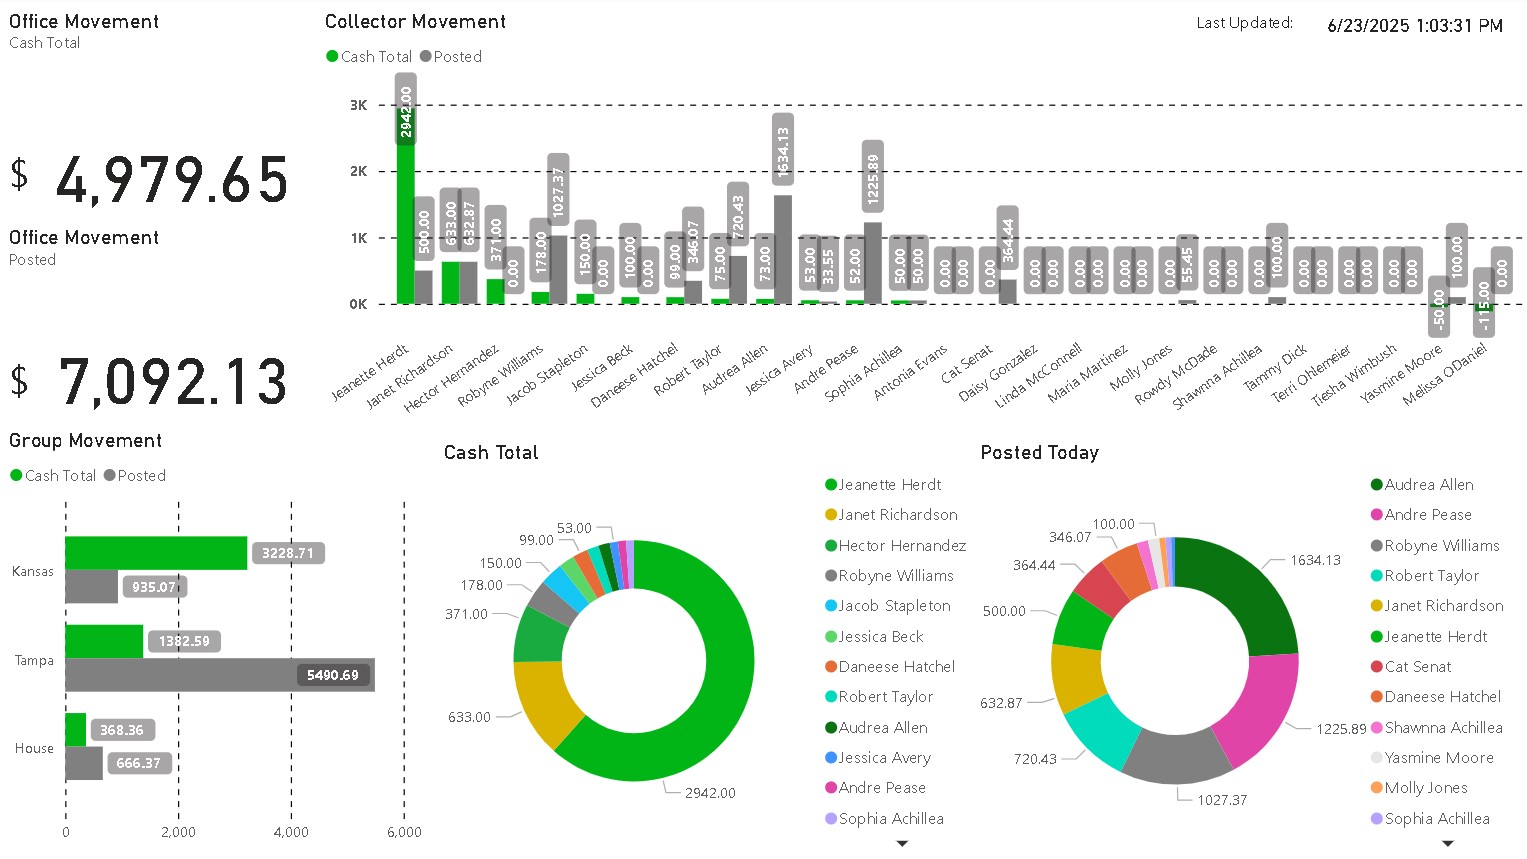 Office Movement
Cash Total
$ 4,979.65
Office Movement
Posted
$ 7,092.13
Collector Movement
Cash Total Posted
Last Updated: 6/23/2025 1:03:31 PM
3K
2K
1K
0K
2942.00 500.00 633.00 632.87 371.00 0.00 178.00 1027.37 150.00 0.00 100.00 0.00 99.00 346.07 75.00 720.43 73.00 1634.13 53.00 33.55 52.00 1225.89 50.00 50.00 0.00 0.00 0.00 364.44 0.00 0.00 0.00 0.00 0.00 0.00 0.00 55.45 0.00 0.00 0.00 100.00 0.00 0.00 0.00 0.00 0.00 0.00 -50.00 100.00 -115.00 0.00
Jeanette Herdt
Janet Richardson
Hector Hernandez
Robyne Williams
Jacob Stapleton
Jessica Beck
Daneese Hatchel
Robert Taylor
Audrea Allen
Jessica Avery
Andre Pease
Sophia Achillea
Antonia Evans
Cat Senat
Daisy Gonzalez
Linda McConnell
Maria Martinez
Molly Jones
Rowdy McDade
Shawnna Achillea
Tammy Dick
Terri Ohlemeier
Tiesha Wimbush
Yasmine Moore
Melissa ODaniel
Group Movement
Cash Total Posted
Kansas
3228.71
935.07
Tampa
1382.59
5490.69
House
368.36
666.37
0 2,000 4,000 6,000
Cash Total
53.00
99.00
150.00
178.00
371.00
633.00
2942.00
Jeanette Herdt
Janet Richardson
Hector Hernandez
Robyne Williams
Jacob Stapleton
Jessica Beck
Daneese Hatchel
Robert Taylor
Audrea Allen
Jessica Avery
Andre Pease
Sophia Achillea
Posted Today
100.00
346.07
364.44
500.00
632.87
720.43
1634.13
1225.89
1027.37
Audrea Allen
Andre Pease
Robyne Williams
Robert Taylor
Janet Richardson
Jeanette Herdt
Cat Senat
Daneese Hatchel
Shawnna Achillea
Yasmine Moore
Molly Jones
Sophia Achillea